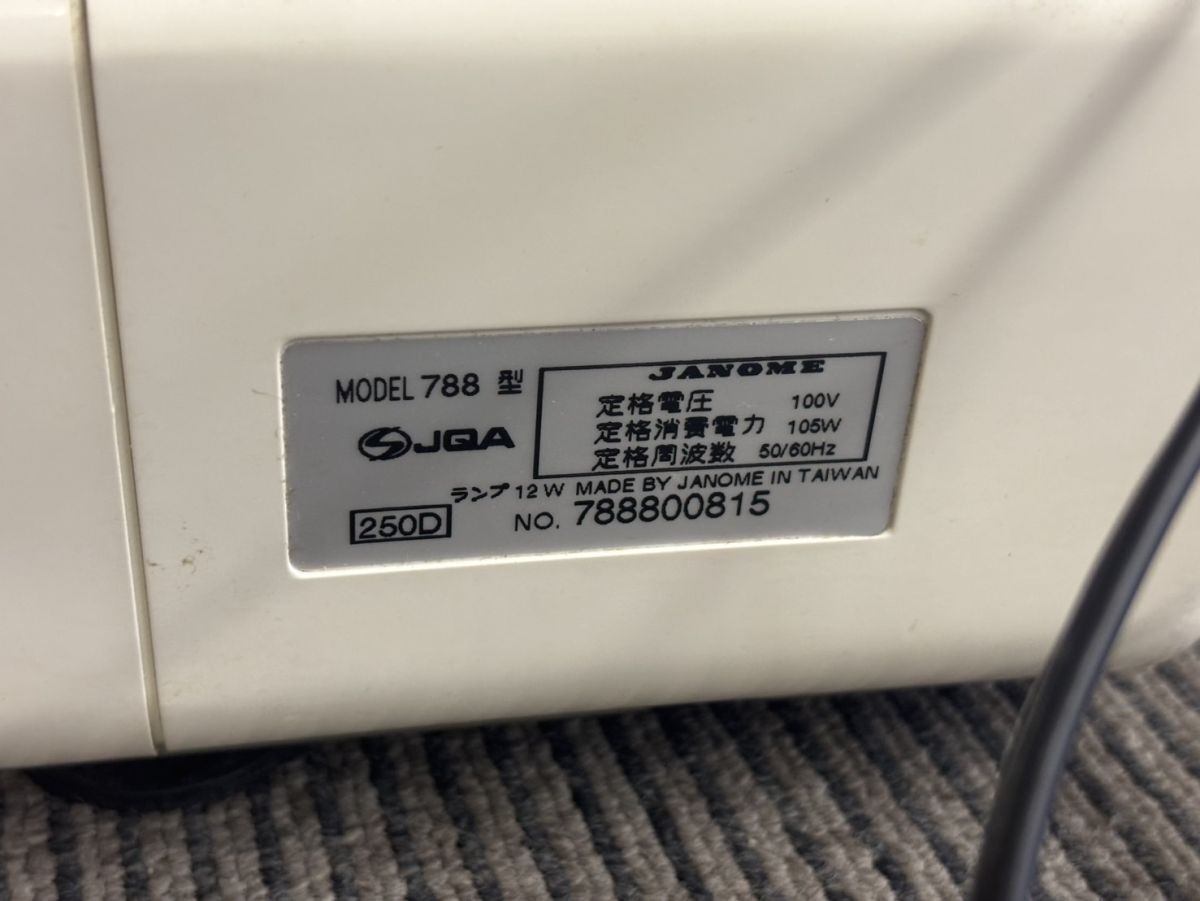 MODEL 788 型
JQA
JANOME
定格電圧 100V
定格消費電力 105W
定格周波数 50/60Hz
ランプ 12W MADE BY JANOME IN TAIWAN
250D
NO. 788800815